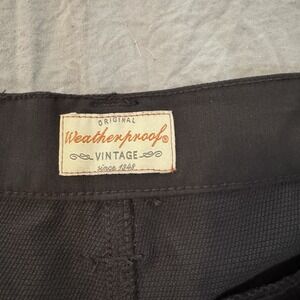 ORIGINAL
Weatherproof®
VINTAGE
since 1948